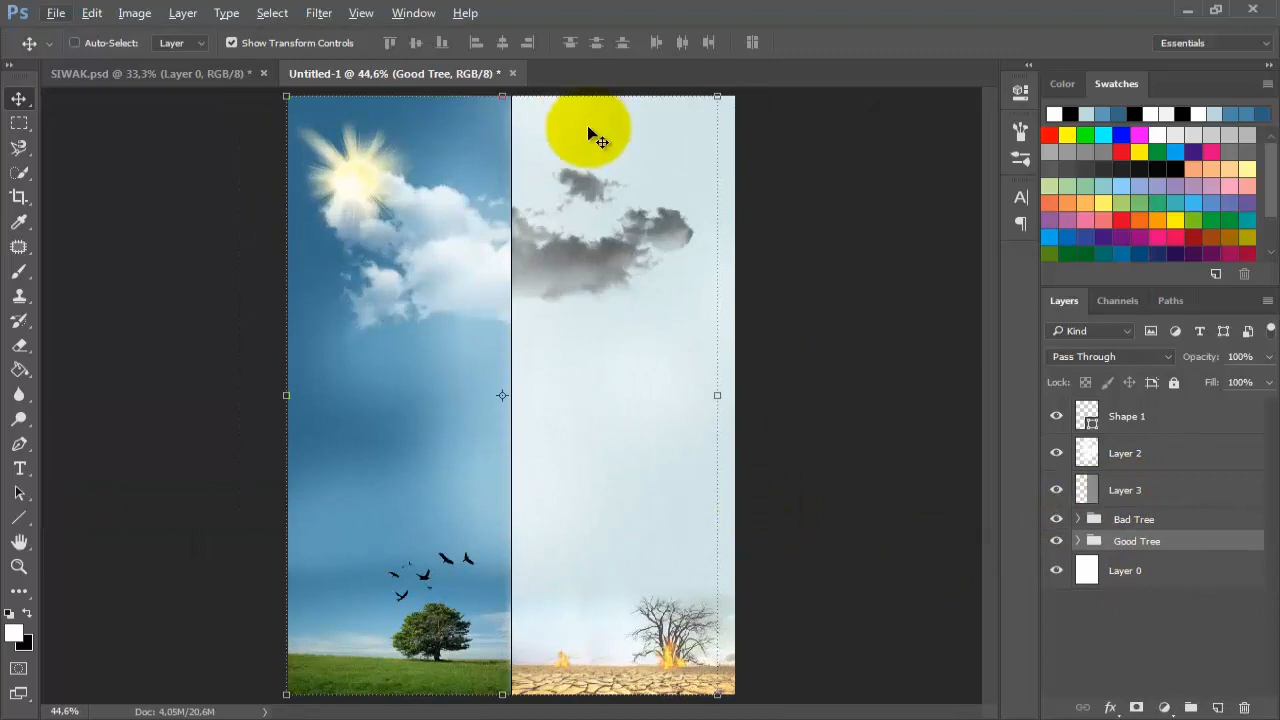 Ps File Edit Image Layer Type Select Filter View Window Help
Auto-Select: Layer Show Transform Controls Essentials
SIWAK.psd @ 33,3% (Layer 0, RGB/8) * Untitled-1 @ 44,6% (Good Tree, RGB/8) *
Color Swatches
Layers Channels Paths
Kind
Pass Through Opacity: 100%
Lock: Fill: 100%
Shape 1
Layer 2
Layer 3
Bad Tree
Good Tree
Layer 0
44,6% Doc: 4,05M/20,6M